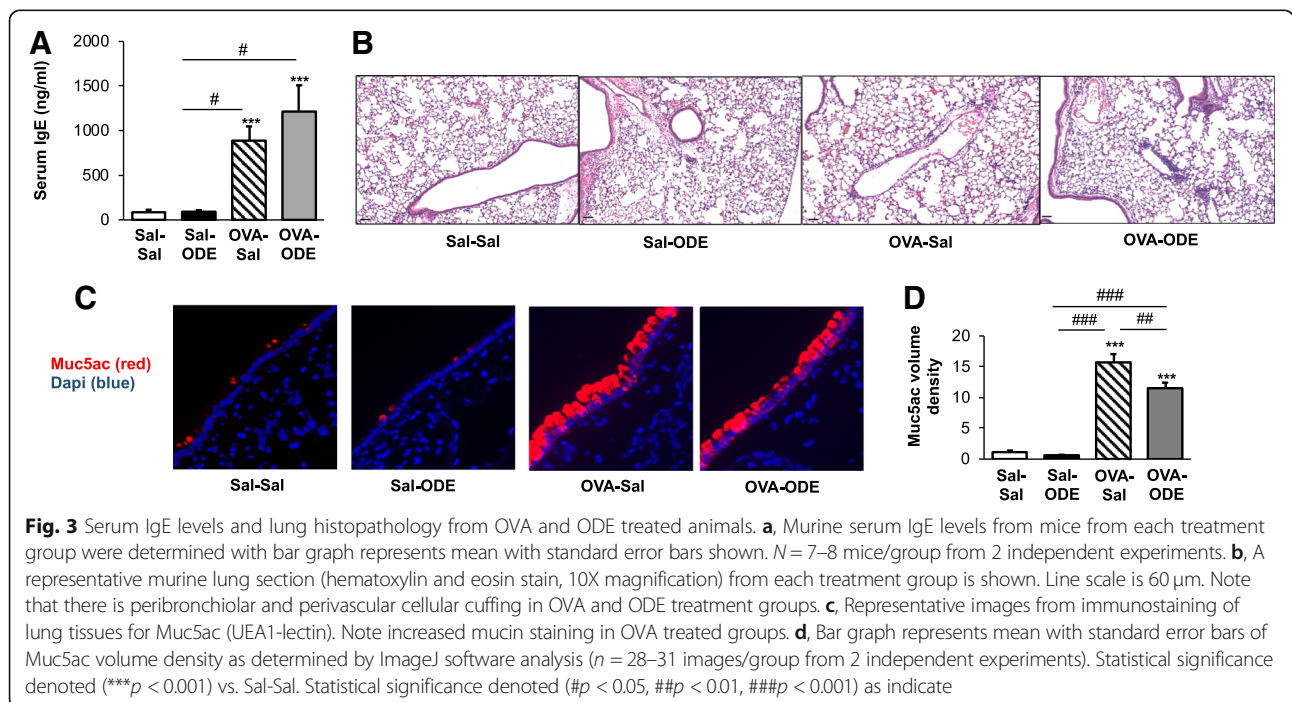 A
Serum IgE (ng/ml)
2000
1500
1000
500
0
#
#
***
***
Sal-
Sal
Sal-
ODE
OVA-
Sal
OVA-
ODE
B
Sal-Sal
Sal-ODE
OVA-Sal
OVA-ODE
C
Muc5ac (red)
Dapi (blue)
Sal-Sal
Sal-ODE
OVA-Sal
OVA-ODE
D
Muc5ac volume
density
20
15
10
5
0
###
###
##
***
***
Sal-
Sal
Sal-
ODE
OVA-
Sal
OVA-
ODE
Fig. 3 Serum IgE levels and lung histopathology from OVA and ODE treated animals. a, Murine serum IgE levels from mice from each treatment
group were determined with bar graph represents mean with standard error bars shown. N = 7–8 mice/group from 2 independent experiments. b, A
representative murine lung section (hematoxylin and eosin stain, 10X magnification) from each treatment group is shown. Line scale is 60 μm. Note
that there is peribronchiolar and perivascular cellular cuffing in OVA and ODE treatment groups. c, Representative images from immunostaining of
lung tissues for Muc5ac (UEA1-lectin). Note increased mucin staining in OVA treated groups. d, Bar graph represents mean with standard error bars of
Muc5ac volume density as determined by ImageJ software analysis (n = 28–31 images/group from 2 independent experiments). Statistical significance
denoted (***p < 0.001) vs. Sal-Sal. Statistical significance denoted (#p < 0.05, ##p < 0.01, ###p < 0.001) as indicate